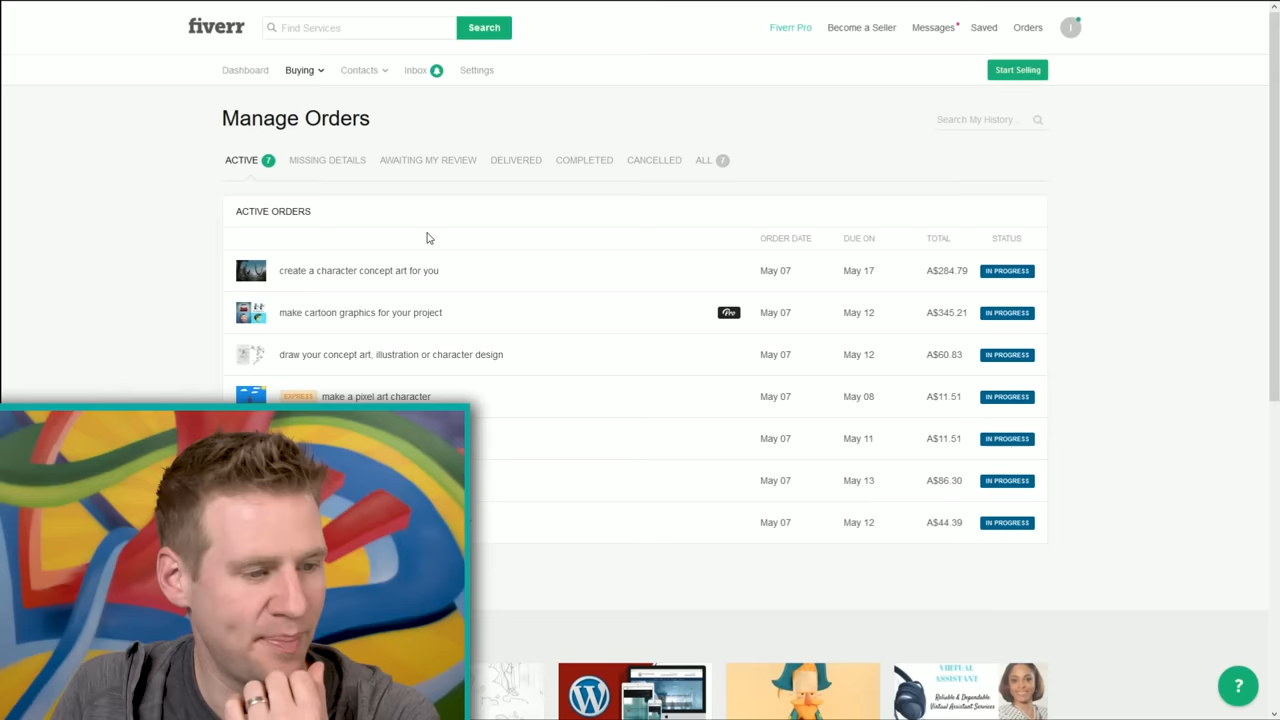 fiverr Find Services Search Fiverr Pro Become a Seller Messages Saved Orders I
Dashboard Buying Contacts Inbox Settings Start Selling
Manage Orders Search My History...
ACTIVE 7 MISSING DETAILS AWAITING MY REVIEW DELIVERED COMPLETED CANCELLED ALL 7
ACTIVE ORDERS
ORDER DATE DUE ON TOTAL STATUS
create a character concept art for you May 07 May 17 A$284.79 IN PROGRESS
make cartoon graphics for your project Pro May 07 May 12 A$345.21 IN PROGRESS
draw your concept art, illustration or character design May 07 May 12 A$60.83 IN PROGRESS
EXPRESS make a pixel art character May 07 May 08 A$11.51 IN PROGRESS
May 07 May 11 A$11.51 IN PROGRESS
May 07 May 13 A$86.30 IN PROGRESS
May 07 May 12 A$44.39 IN PROGRESS
VIRTUAL
ASSISTANT
Reliable & Dependable
Virtual Assistant Services
?